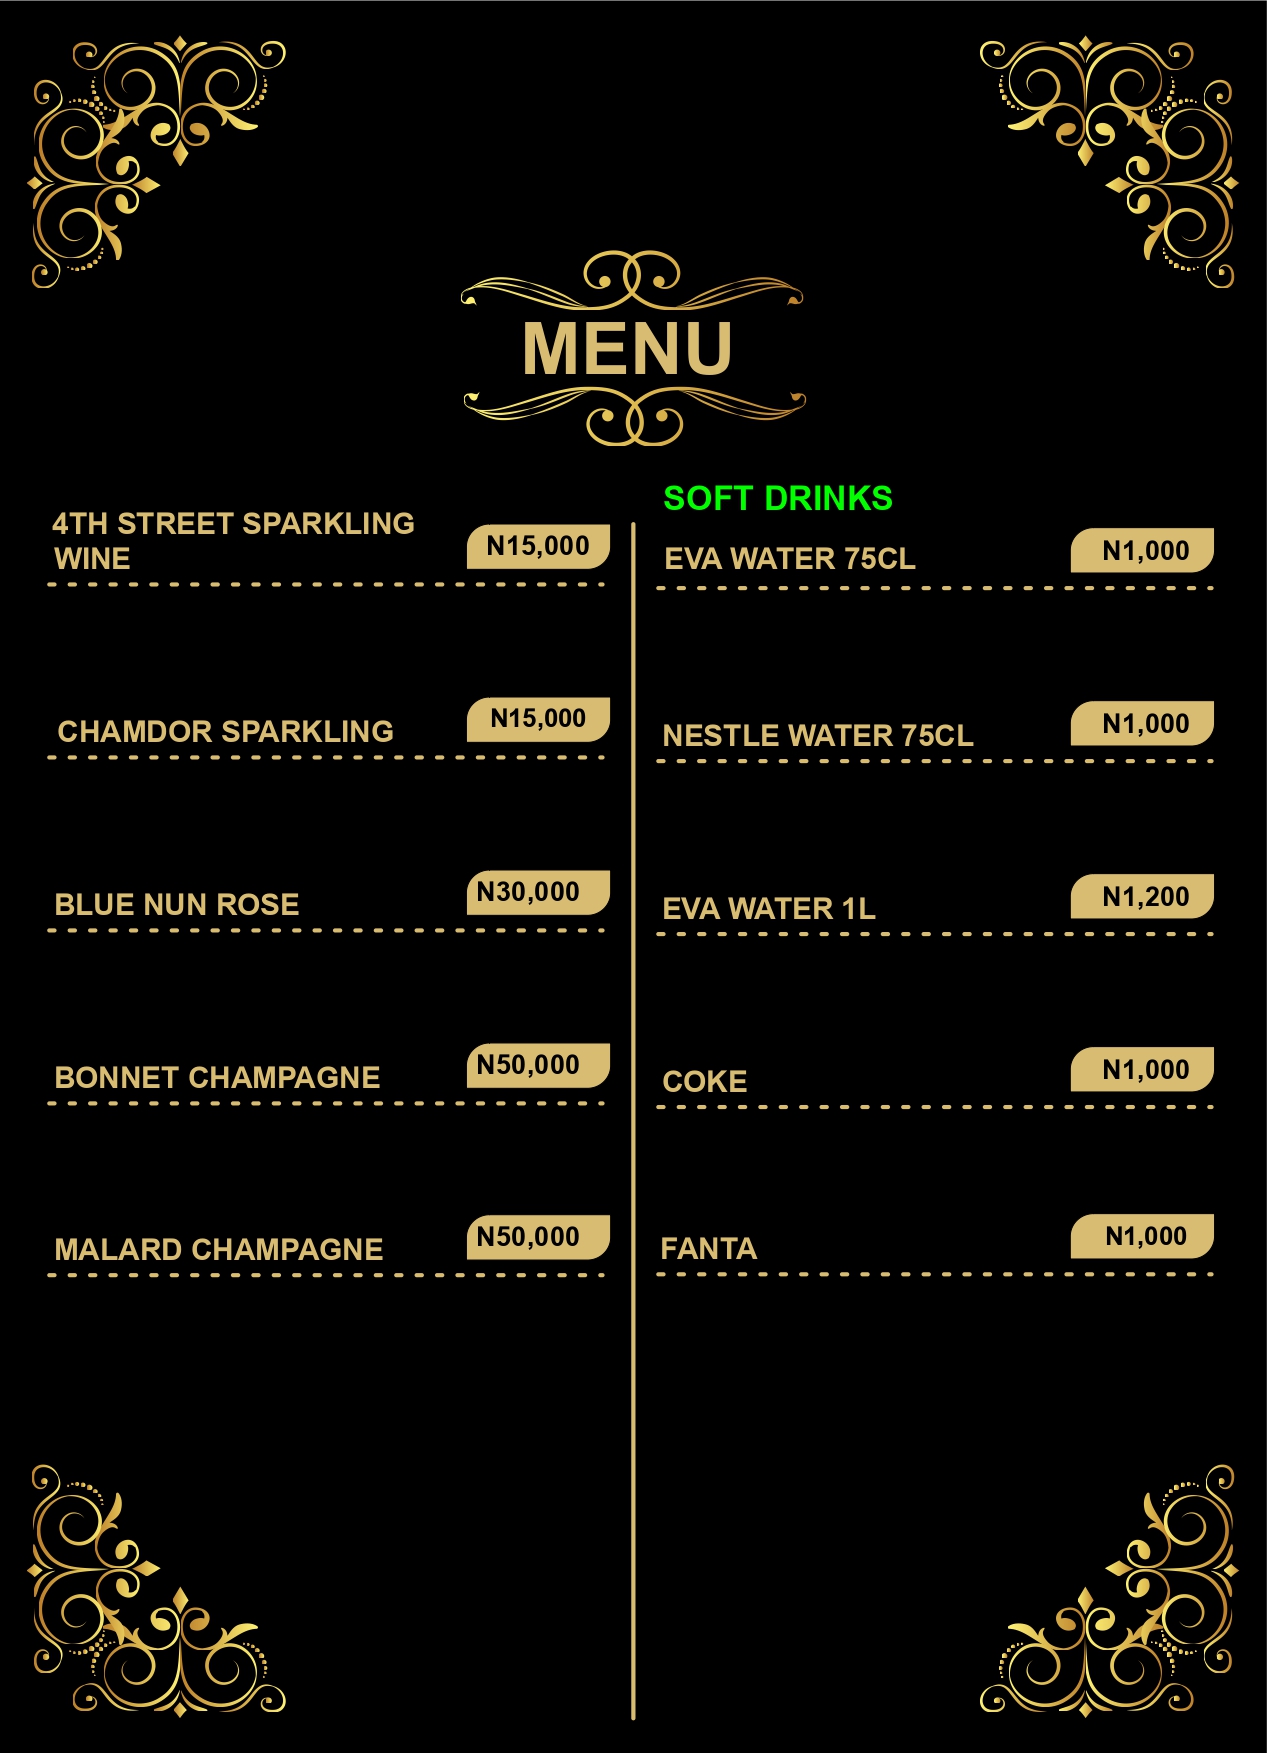 MENU
4TH STREET SPARKLING
WINE
N15,000
CHAMDOR SPARKLING
N15,000
BLUE NUN ROSE
N30,000
BONNET CHAMPAGNE
N50,000
MALARD CHAMPAGNE
N50,000
SOFT DRINKS
EVA WATER 75CL
N1,000
NESTLE WATER 75CL
N1,000
EVA WATER 1L
N1,200
COKE
N1,000
FANTA
N1,000